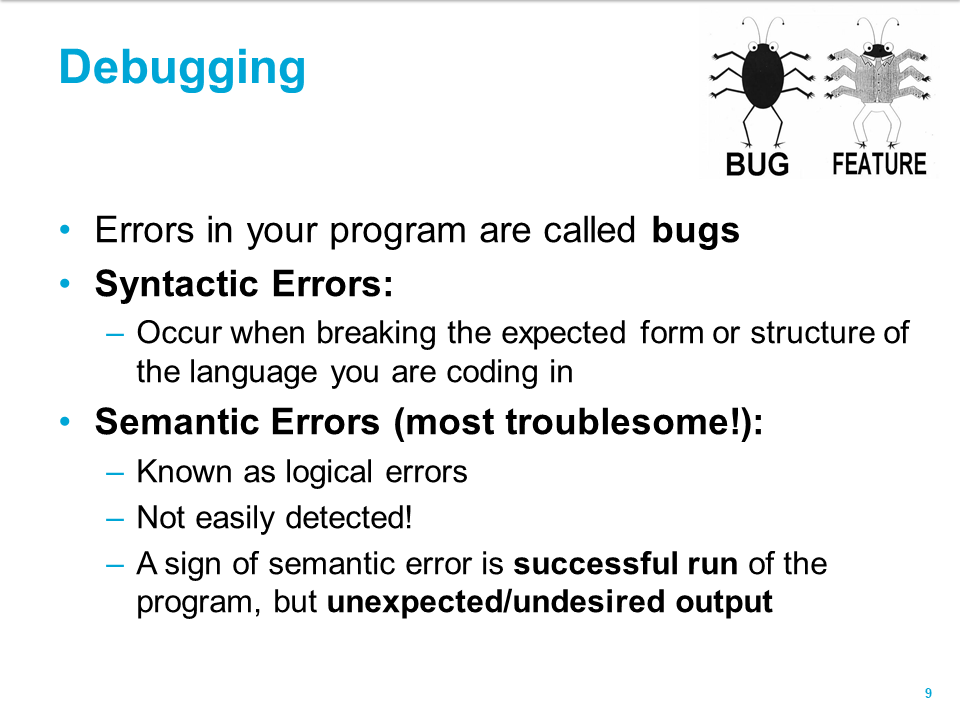 Debugging
BUG FEATURE
• Errors in your program are called bugs
• Syntactic Errors:
– Occur when breaking the expected form or structure of
the language you are coding in
• Semantic Errors (most troublesome!):
– Known as logical errors
– Not easily detected!
– A sign of semantic error is successful run of the
program, but unexpected/undesired output
9